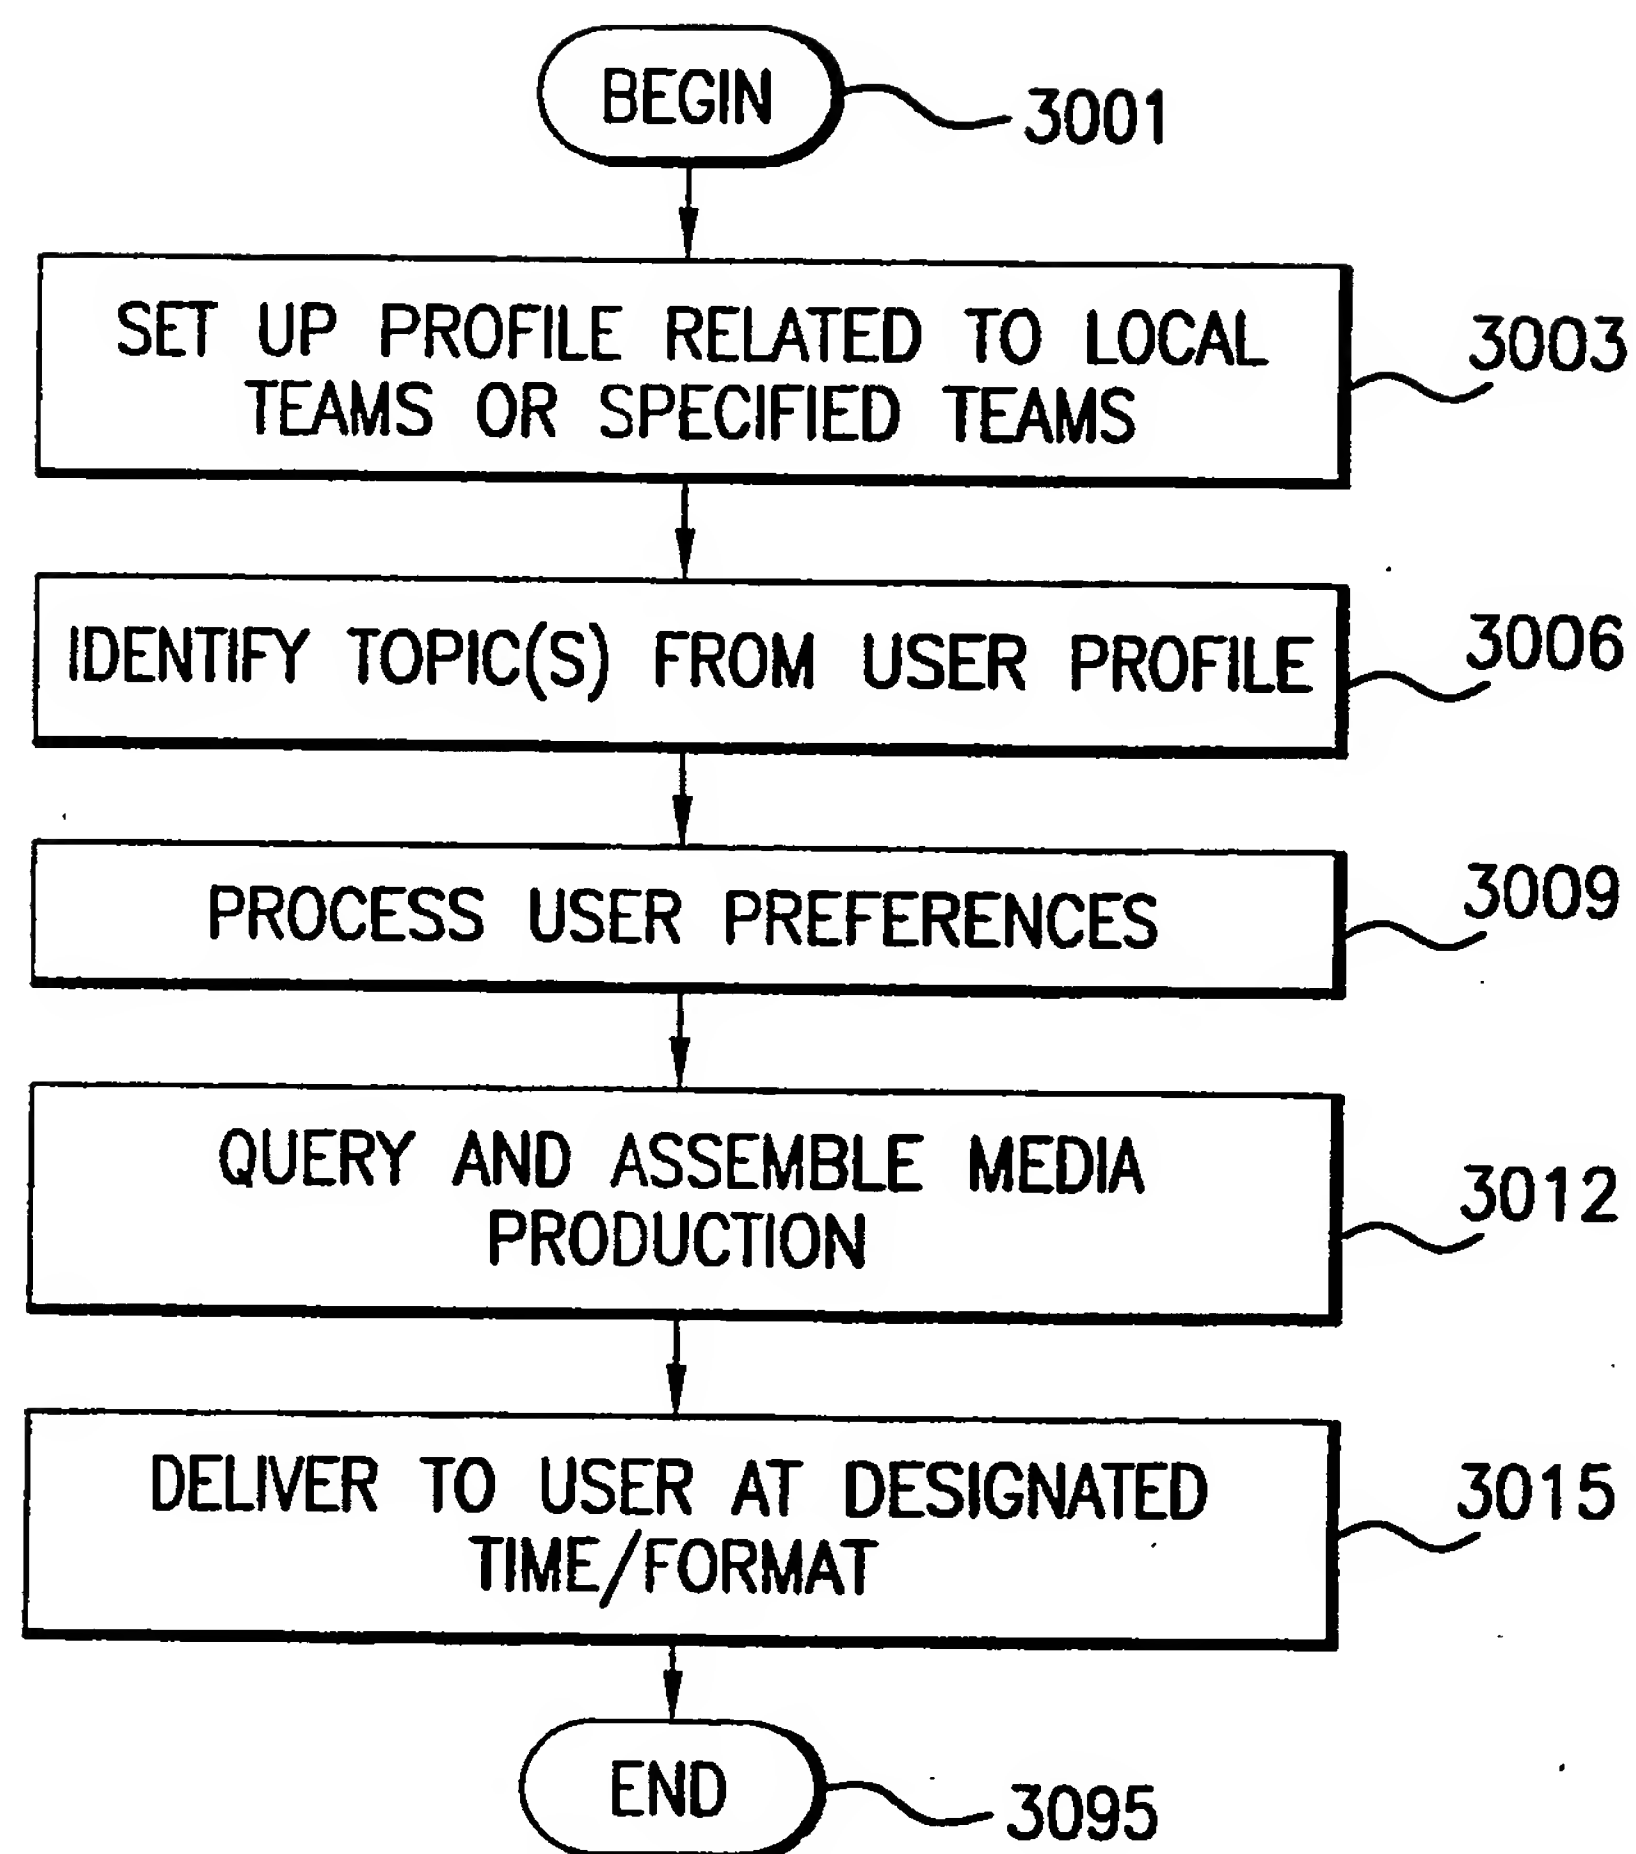 BEGIN
3001
SET UP PROFILE RELATED TO LOCAL
TEAMS OR SPECIFIED TEAMS
3003
IDENTIFY TOPIC(S) FROM USER PROFILE
3006
PROCESS USER PREFERENCES
3009
QUERY AND ASSEMBLE MEDIA
PRODUCTION
3012
DELIVER TO USER AT DESIGNATED
TIME/FORMAT
3015
END
3095